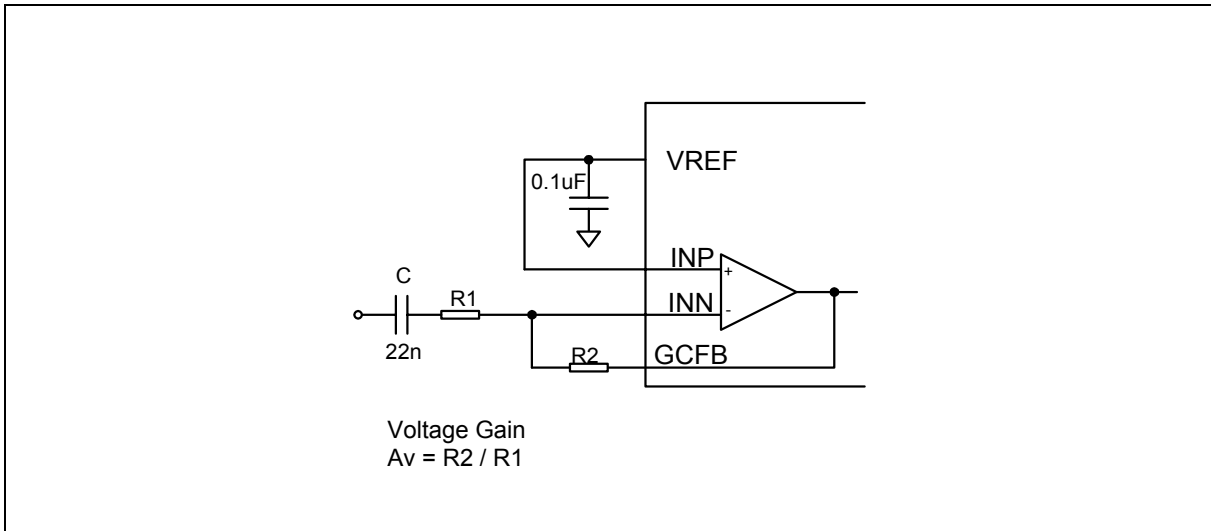 VREF
0.1uF
INP
+
C
R1
INN
-
22n
R2
GCFB
Voltage Gain
Av = R2 / R1